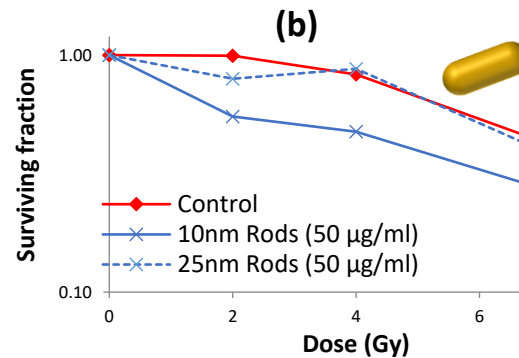 (b)
1.00
Surviving fraction
Control
10nm Rods (50 µg/ml)
25nm Rods (50 µg/ml)
0.10
0 2 4 6
Dose (Gy)